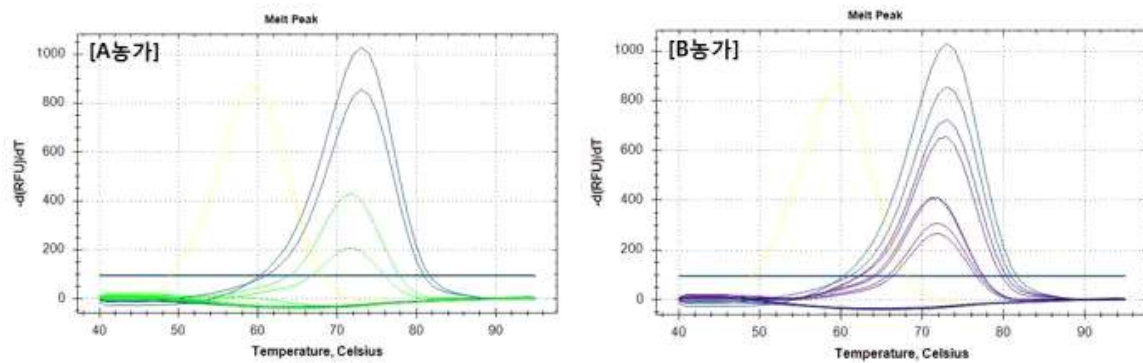 Melt Peak
[A농가]
1000
800
600
400
200
0
-d(RFU)/dT
40 50 60 70 80 90
Temperature, Celsius
Melt Peak
[B농가]
1000
800
600
400
200
0
-d(RFU)/dT
40 50 60 70 80 90
Temperature, Celsius